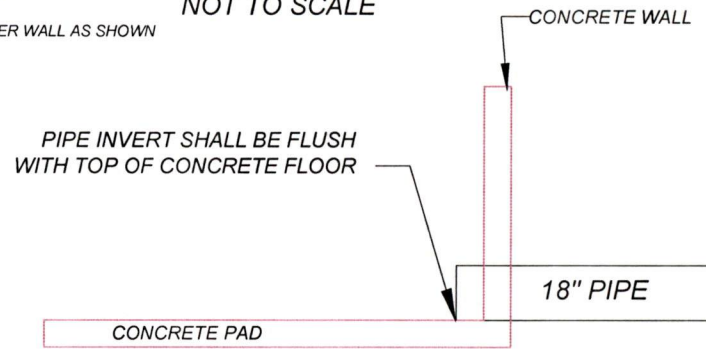 NOT TO SCALE
ER WALL AS SHOWN
CONCRETE WALL
PIPE INVERT SHALL BE FLUSH
WITH TOP OF CONCRETE FLOOR
18" PIPE
CONCRETE PAD